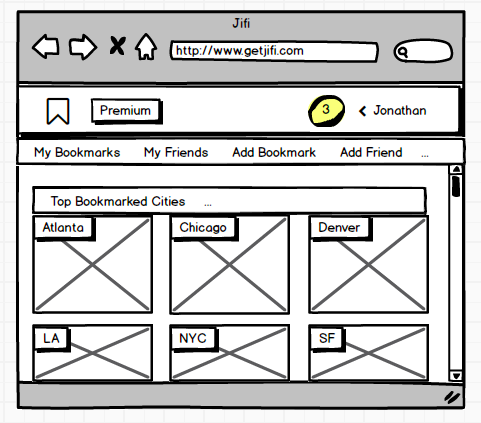 Jifi
http://www.getjifi.com
Premium
3
Jonathan
My Bookmarks My Friends Add Bookmark Add Friend ...
Top Bookmarked Cities ...
Atlanta Chicago Denver
LA NYC SF